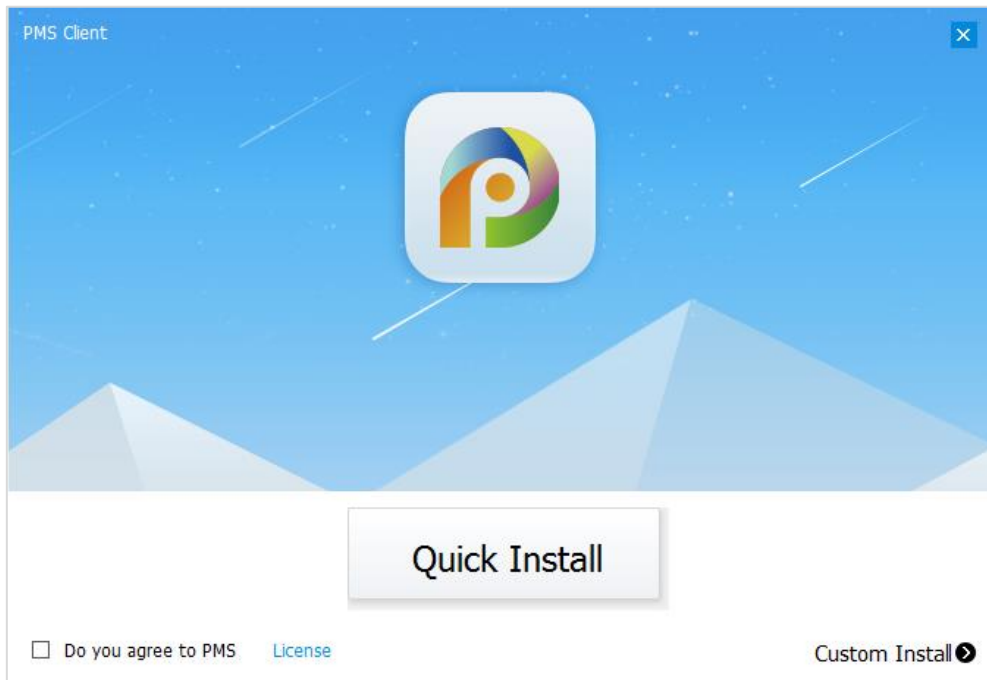 PMS Client
Quick Install
Do you agree to PMS License
Custom Install